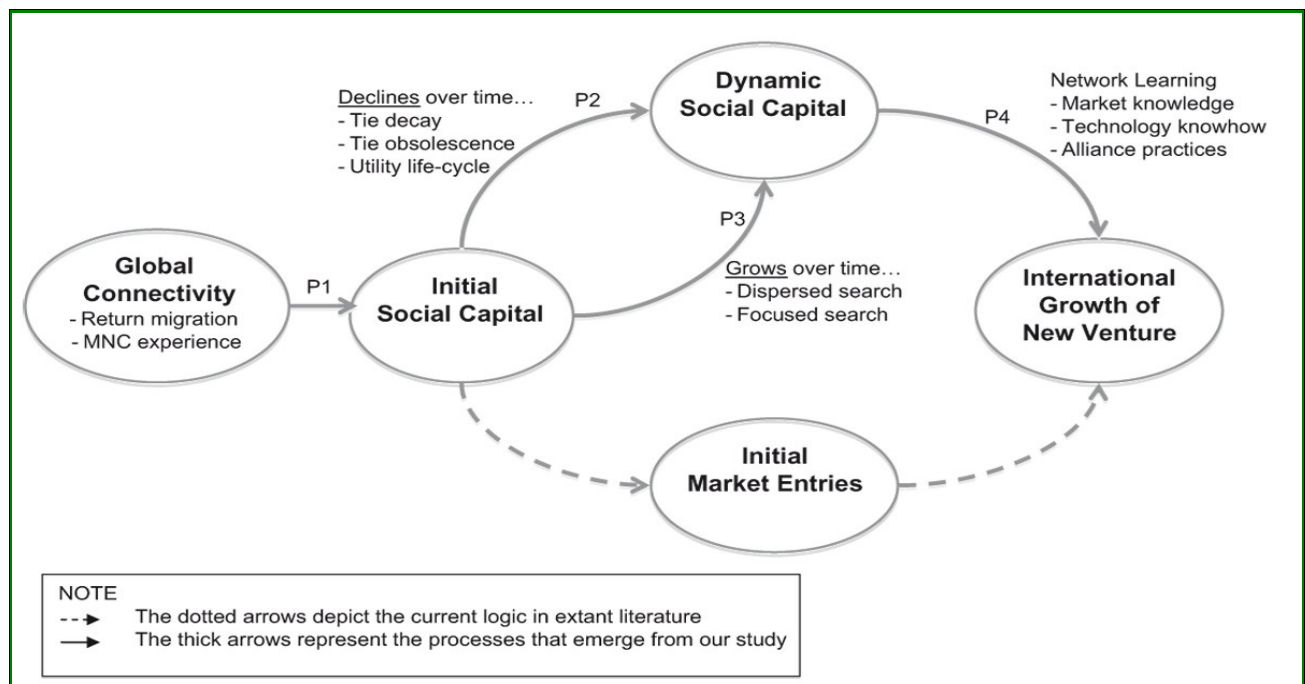 Declines over time…
- Tie decay
- Tie obsolescence
- Utility life-cycle
P2
Dynamic
Social Capital
P4
Network Learning
- Market knowledge
- Technology knowhow
- Alliance practices
Global
Connectivity
- Return migration
- MNC experience
P1
Initial
Social Capital
P3
Grows over time…
- Dispersed search
- Focused search
International
Growth of
New Venture
Initial
Market Entries
NOTE
The dotted arrows depict the current logic in extant literature
The thick arrows represent the processes that emerge from our study